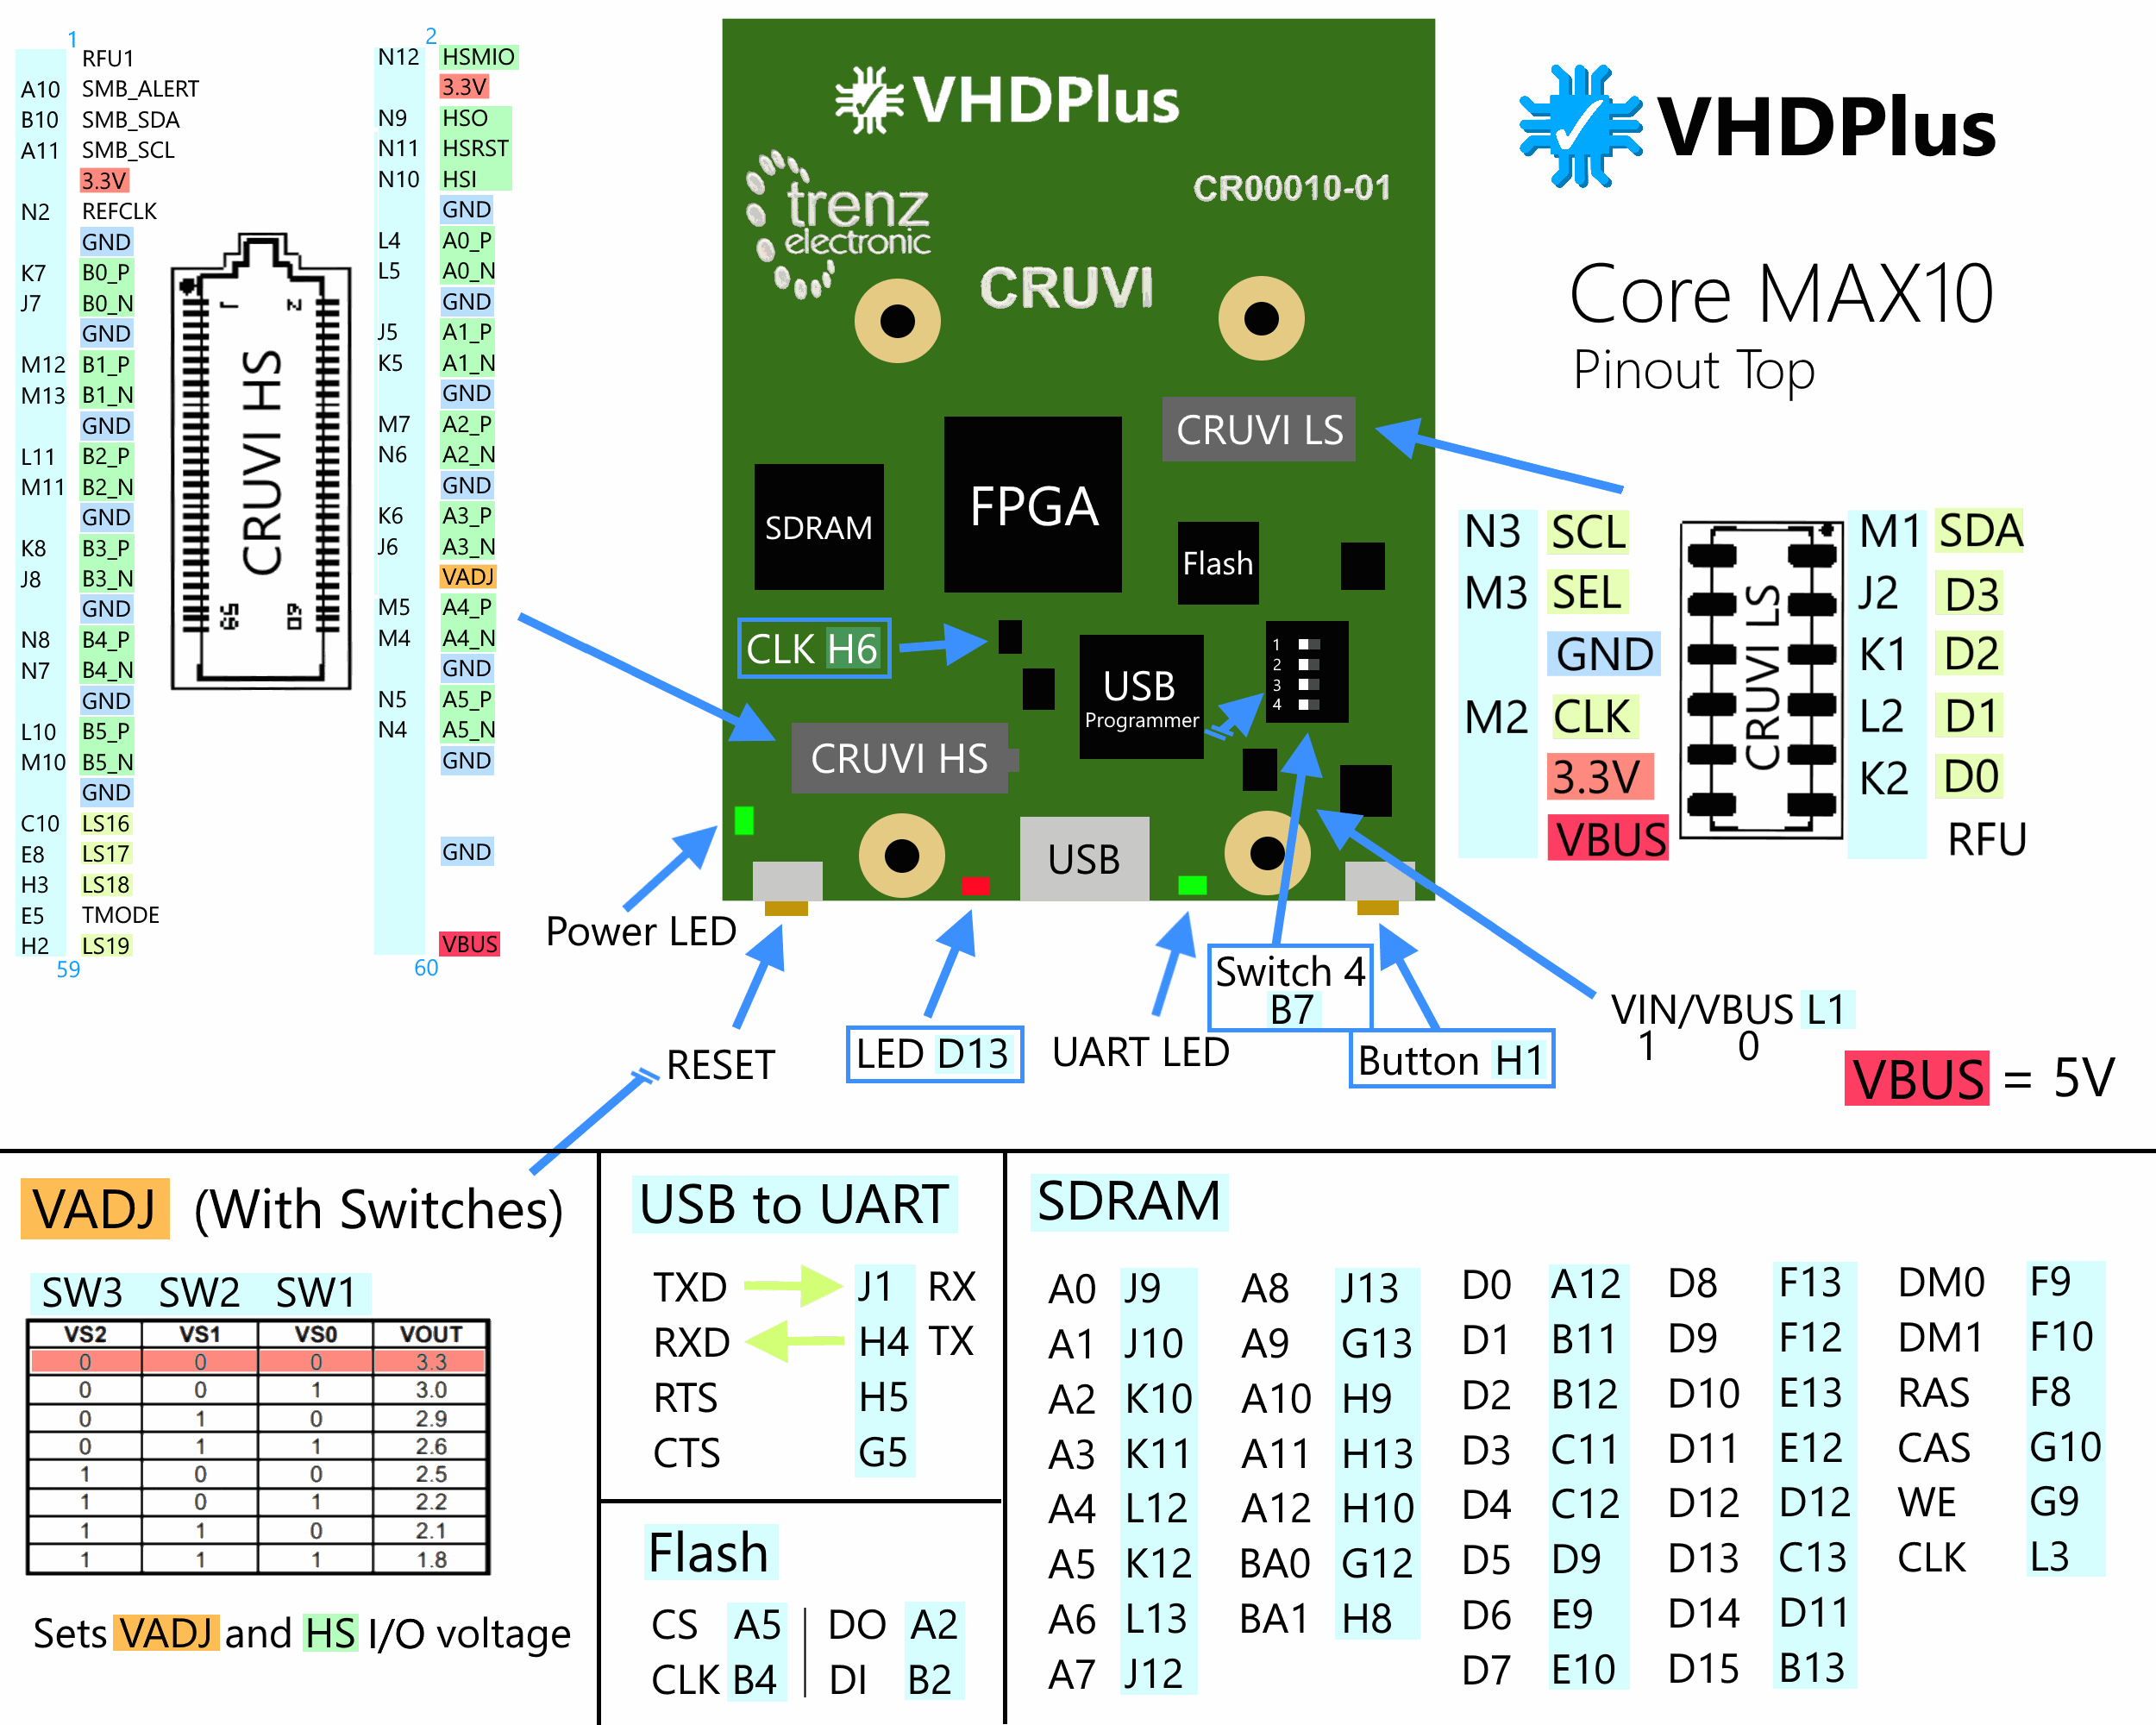 1
RFU1
A10 SMB_ALERT
B10 SMB_SDA
A11 SMB_SCL
3.3V
N2 REFCLK
GND
K7 B0_P
J7 B0_N
GND
M12 B1_P
M13 B1_N
GND
L11 B2_P
M11 B2_N
GND
K8 B3_P
J8 B3_N
GND
N8 B4_P
N7 B4_N
GND
L10 B5_P
M10 B5_N
GND
C10 LS16
E8 LS17
H3 LS18
E5 TMODE
H2 LS19
59
1 2
CRUVI HS
59 60
2
N12 HSMIO
3.3V
N9 HSO
N11 HSRST
N10 HSI
GND
L4 A0_P
L5 A0_N
GND
J5 A1_P
K5 A1_N
GND
M7 A2_P
N6 A2_N
GND
K6 A3_P
J6 A3_N
VADJ
M5 A4_P
M4 A4_N
GND
N5 A5_P
N4 A5_N
GND
GND
VBUS
60
VHDPlus
trenz
electronic
CR00010-01
CRUVI
CRUVI LS
FPGA
SDRAM
Flash
CLK H6
USB
Programmer
1
2
3
4
CRUVI HS
USB
Power LED
RESET
LED D13
UART LED
Switch 4
B7
Button H1
VIN/VBUS L1
1 0
VBUS = 5V
VHDPlus
Core MAX10
Pinout Top
N3 SCL
M3 SEL
GND
M2 CLK
3.3V
VBUS
CRUVI LS
M1 SDA
J2 D3
K1 D2
L2 D1
K2 D0
RFU
VADJ (With Switches)
SW3 SW2 SW1
VS2 VS1 VS0 VOUT
0 0 0 3.3
0 0 1 3.0
0 1 0 2.9
0 1 1 2.6
1 0 0 2.5
1 0 1 2.2
1 1 0 2.1
1 1 1 1.8
Sets VADJ and HS I/O voltage
USB to UART
TXD J1 RX
RXD H4 TX
RTS H5
CTS G5
Flash
CS A5 DO A2
CLK B4 DI B2
SDRAM
A0 J9 A8 J13 D0 A12 D8 F13 DM0 F9
A1 J10 A9 G13 D1 B11 D9 F12 DM1 F10
A2 K10 A10 H9 D2 B12 D10 E13 RAS F8
A3 K11 A11 H13 D3 C11 D11 E12 CAS G10
A4 L12 A12 H10 D4 C12 D12 D12 WE G9
A5 K12 BA0 G12 D5 D9 D13 C13 CLK L3
A6 L13 BA1 H8 D6 E9 D14 D11
A7 J12 D7 E10 D15 B13